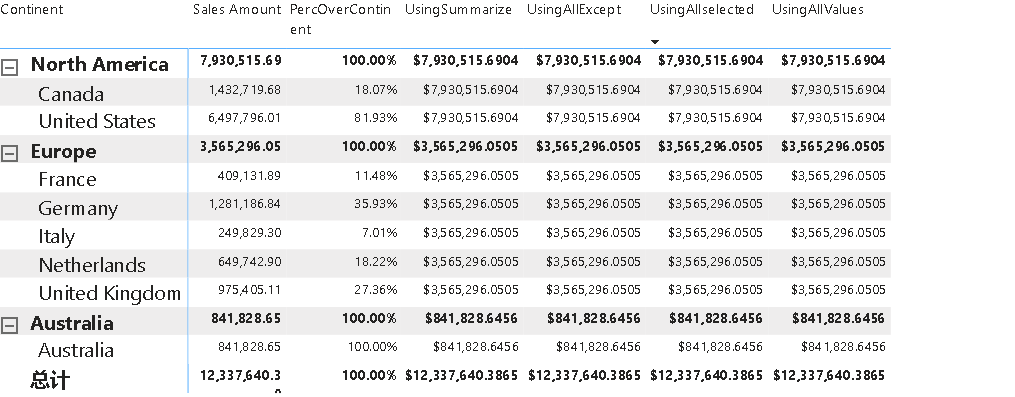 Continent Sales Amount PercOverContin UsingSummarize UsingAllExcept UsingAllselected UsingAllValues
ent
North America 7,930,515.69 100.00% $7,930,515.6904 $7,930,515.6904 $7,930,515.6904 $7,930,515.6904
Canada 1,432,719.68 18.07% $7,930,515.6904 $7,930,515.6904 $7,930,515.6904 $7,930,515.6904
United States 6,497,796.01 81.93% $7,930,515.6904 $7,930,515.6904 $7,930,515.6904 $7,930,515.6904
Europe 3,565,296.05 100.00% $3,565,296.0505 $3,565,296.0505 $3,565,296.0505 $3,565,296.0505
France 409,131.89 11.48% $3,565,296.0505 $3,565,296.0505 $3,565,296.0505 $3,565,296.0505
Germany 1,281,186.84 35.93% $3,565,296.0505 $3,565,296.0505 $3,565,296.0505 $3,565,296.0505
Italy 249,829.30 7.01% $3,565,296.0505 $3,565,296.0505 $3,565,296.0505 $3,565,296.0505
Netherlands 649,742.90 18.22% $3,565,296.0505 $3,565,296.0505 $3,565,296.0505 $3,565,296.0505
United Kingdom 975,405.11 27.36% $3,565,296.0505 $3,565,296.0505 $3,565,296.0505 $3,565,296.0505
Australia 841,828.65 100.00% $841,828.6456 $841,828.6456 $841,828.6456 $841,828.6456
Australia 841,828.65 100.00% $841,828.6456 $841,828.6456 $841,828.6456 $841,828.6456
总计 12,337,640.3 100.00% $12,337,640.3865 $12,337,640.3865 $12,337,640.3865 $12,337,640.3865